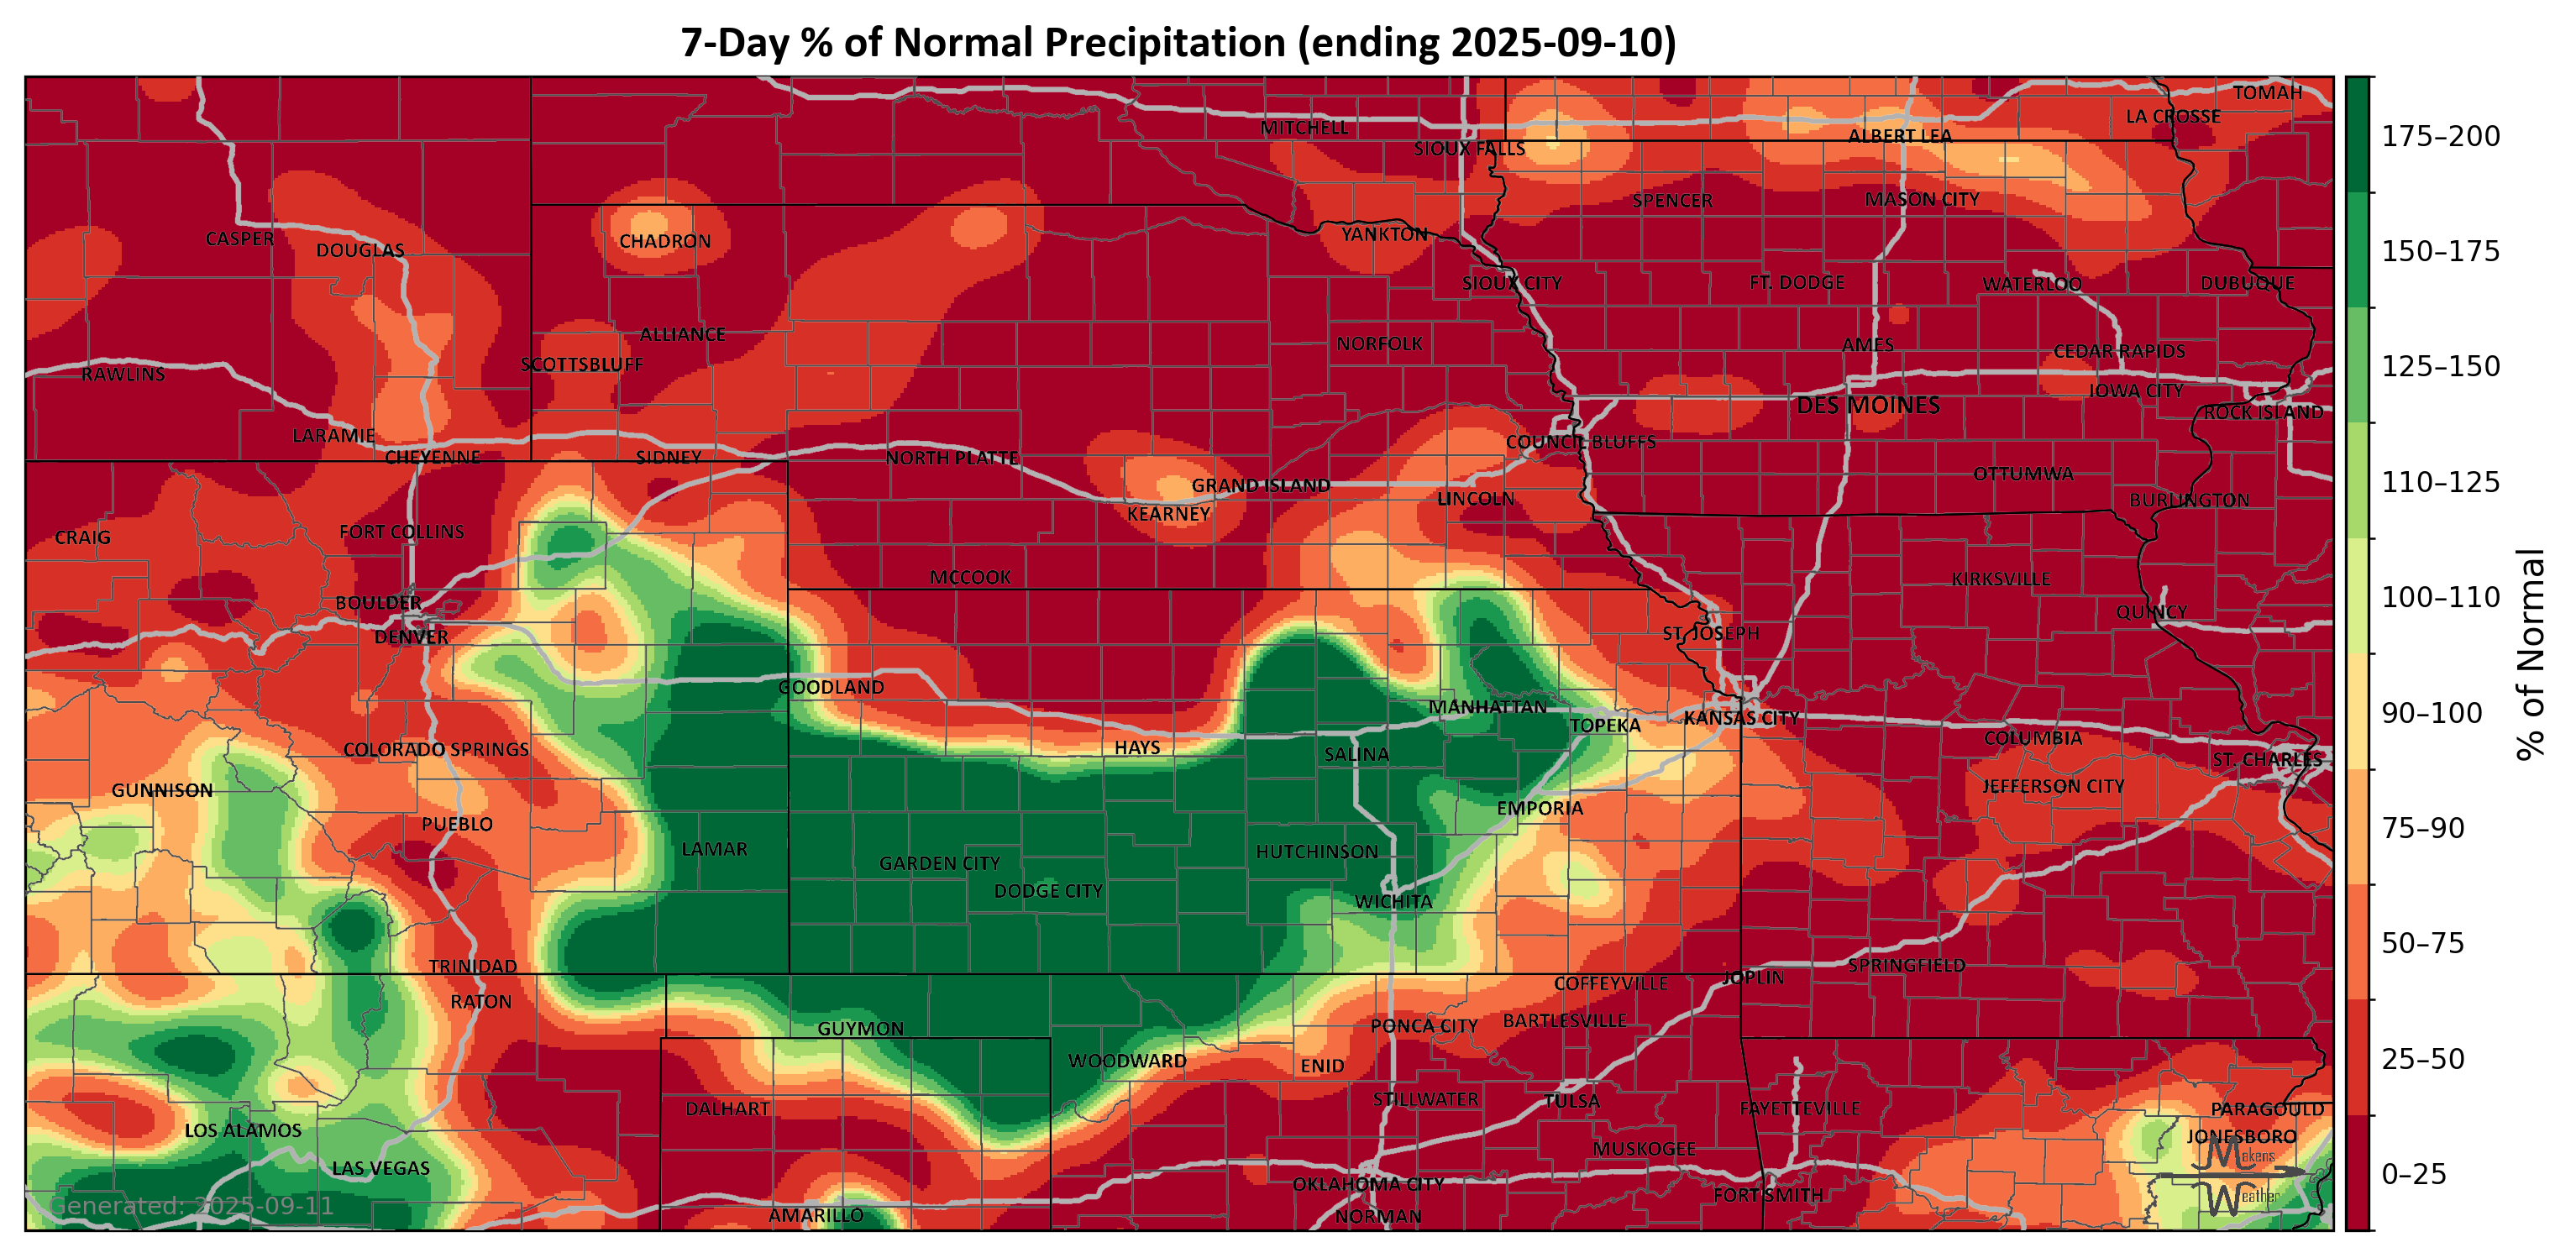 7-Day % of Normal Precipitation (ending 2025-09-10)
TOMAH
LA CROSSE
MITCHELL
ALBERT LEA
SIOUX FALLS
SPENCER
MASON CITY
CASPER
DOUGLAS
CHADRON
YANKTON
SIOUX CITY
FT. DODGE
WATERLOO
DUBUQUE
ALLIANCE
NORFOLK
AMES
CEDAR RAPIDS
SCOTTSBLUFF
RAWLINS
IOWA CITY
DES MOINES
ROCK ISLAND
LARAMIE
COUNCIL BLUFFS
CHEYENNE
SIDNEY
NORTH PLATTE
OTTUMWA
GRAND ISLAND
LINCOLN
BURLINGTON
KEARNEY
FORT COLLINS
CRAIG
MCCOOK
KIRKSVILLE
BOULDER
QUINCY
DENVER
ST. JOSEPH
GOODLAND
MANHATTAN
TOPEKA
KANSAS CITY
COLUMBIA
COLORADO SPRINGS
HAYS
SALINA
ST. CHARLES
GUNNISON
JEFFERSON CITY
EMPORIA
PUEBLO
LAMAR
HUTCHINSON
GARDEN CITY
DODGE CITY
WICHITA
TRINIDAD
SPRINGFIELD
JOPLIN
COFFEYVILLE
RATON
GUYMON
PONCA CITY
BARTLESVILLE
WOODWARD
ENID
STILLWATER
TULSA
DALHART
FAYETTEVILLE
PARAGOULD
LOS ALAMOS
JONESBORO
MUSKOGEE
Makens
LAS VEGAS
OKLAHOMA CITY
FORT SMITH
Weather
Generated: 2025-09-11
AMARILLO
NORMAN
175–200
150–175
125–150
110–125
100–110
90–100
75–90
50–75
25–50
0–25
% of Normal